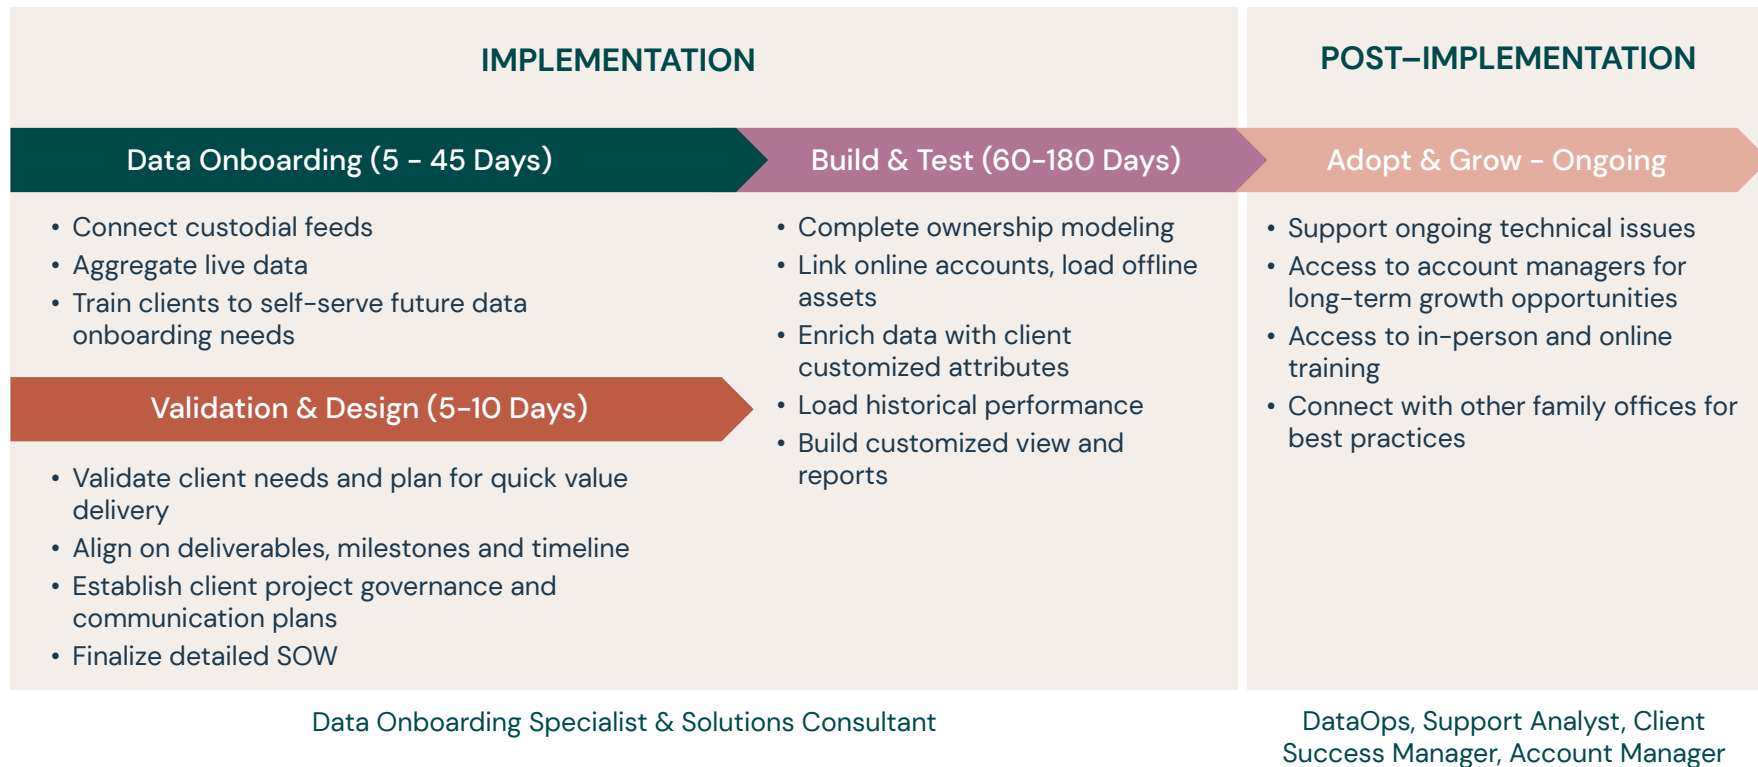 IMPLEMENTATION
Data Onboarding (5 - 45 Days)
• Connect custodial feeds
• Aggregate live data
• Train clients to self-serve future data
onboarding needs
Validation & Design (5-10 Days)
• Validate client needs and plan for quick value
delivery
• Align on deliverables, milestones and timeline
• Establish client project governance and
communication plans
• Finalize detailed SOW
Build & Test (60-180 Days)
• Complete ownership modeling
• Link online accounts, load offline
assets
• Enrich data with client
customized attributes
• Load historical performance
• Build customized view and
reports
Data Onboarding Specialist & Solutions Consultant
POST–IMPLEMENTATION
Adopt & Grow - Ongoing
• Support ongoing technical issues
• Access to account managers for
long-term growth opportunities
• Access to in-person and online
training
• Connect with other family offices for
best practices
DataOps, Support Analyst, Client
Success Manager, Account Manager